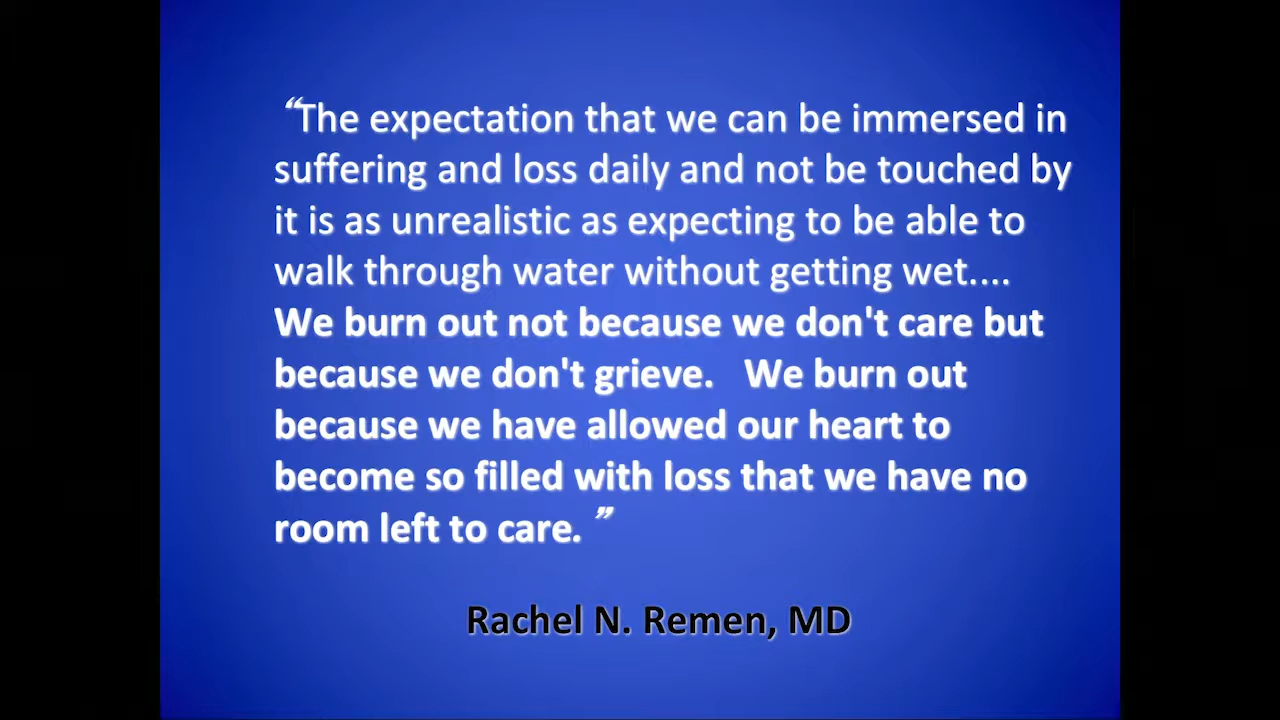 “The expectation that we can be immersed in
suffering and loss daily and not be touched by
it is as unrealistic as expecting to be able to
walk through water without getting wet....
We burn out not because we don't care but
because we don't grieve.   We burn out
because we have allowed our heart to
become so filled with loss that we have no
room left to care. ”
Rachel N. Remen, MD